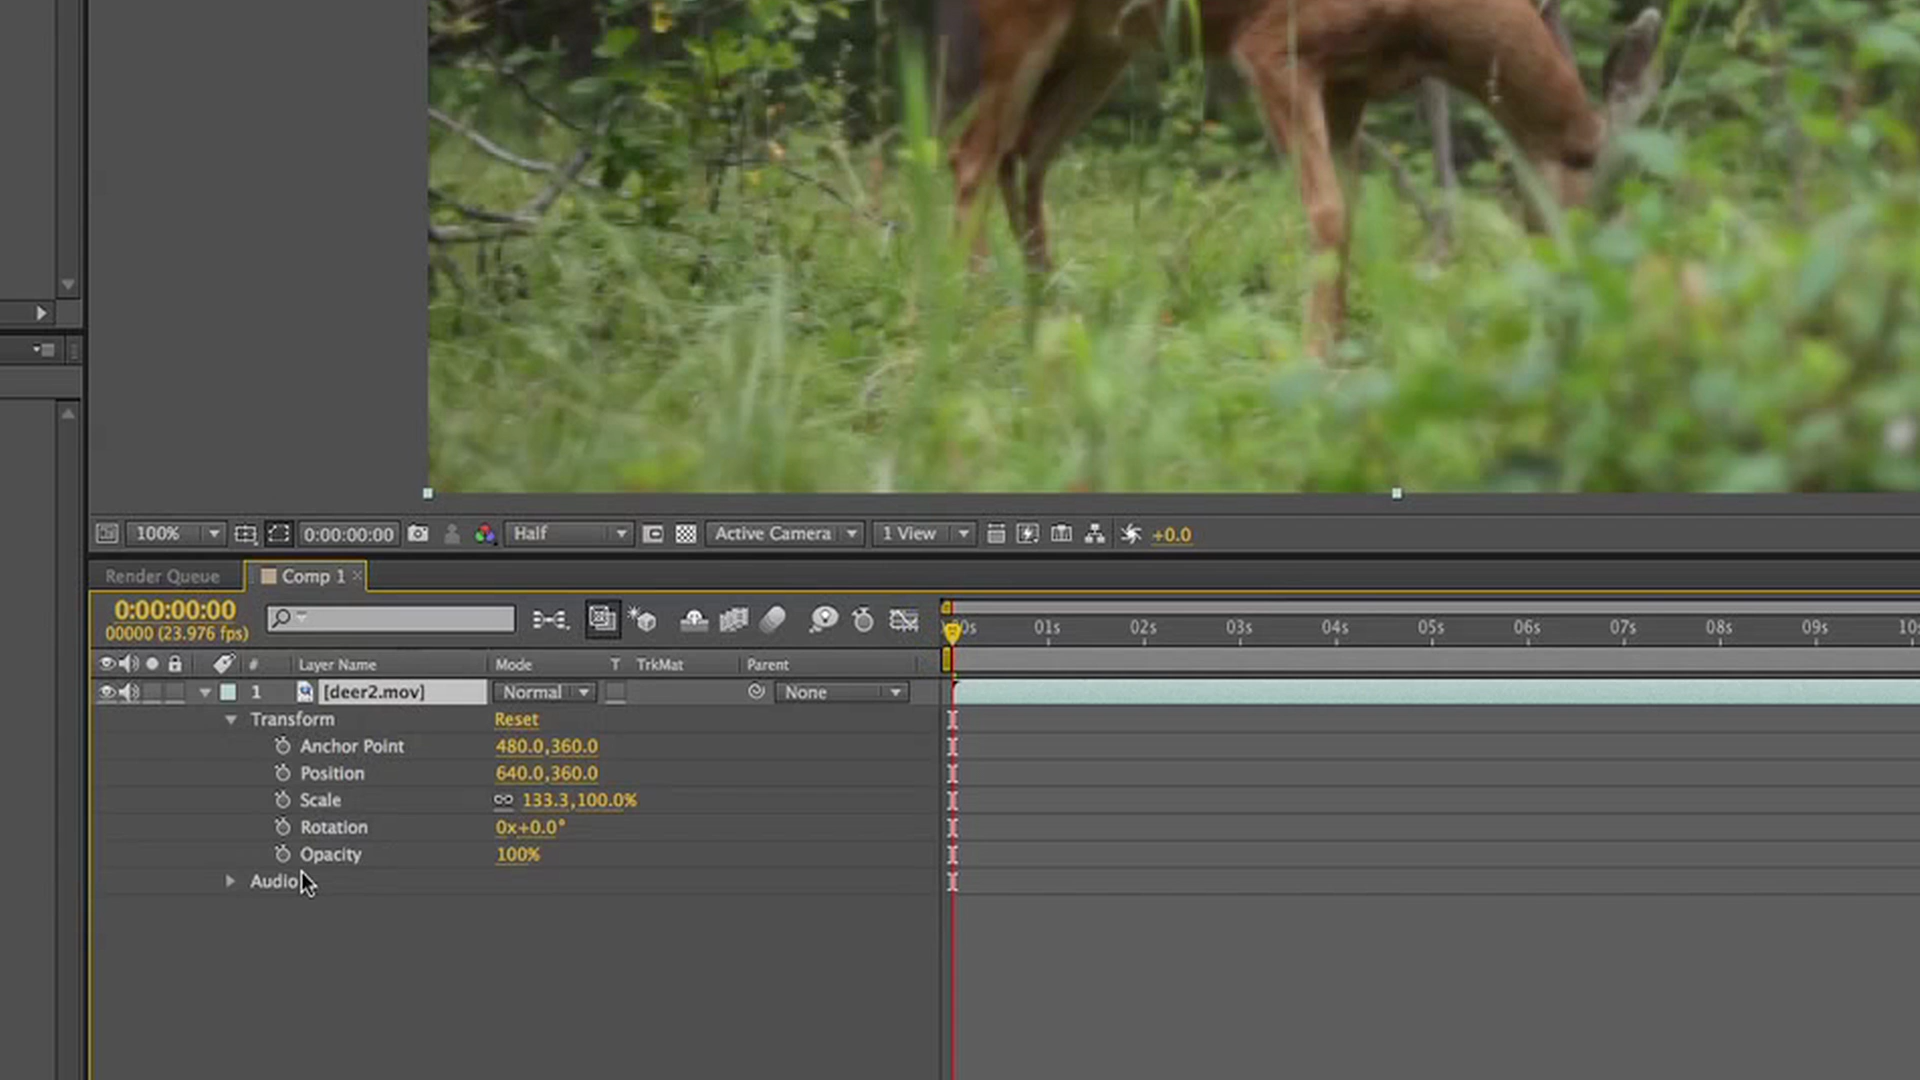 100% 0:00:00:00 Half Active Camera 1 View +0.0
Render Queue Comp 1
0:00:00:00
00000 (23.976 fps)
01s 02s 03s 04s 05s 06s 07s 08s 09s
# Layer Name Mode T TrkMat Parent
1 [deer2.mov] Normal None
Transform Reset
Anchor Point 480.0,360.0
Position 640.0,360.0
Scale 133.3,100.0%
Rotation 0x+0.0°
Opacity 100%
Audio